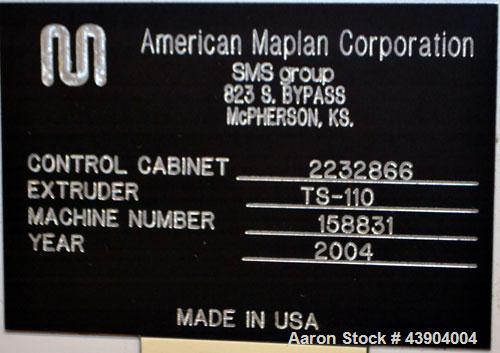 American Maplan Corporation
SMS group
823 S. BYPASS
McPHERSON, KS.
CONTROL CABINET 2232866
EXTRUDER TS-110
MACHINE NUMBER 158831
YEAR 2004
MADE IN USA
Aaron Stock # 43904004